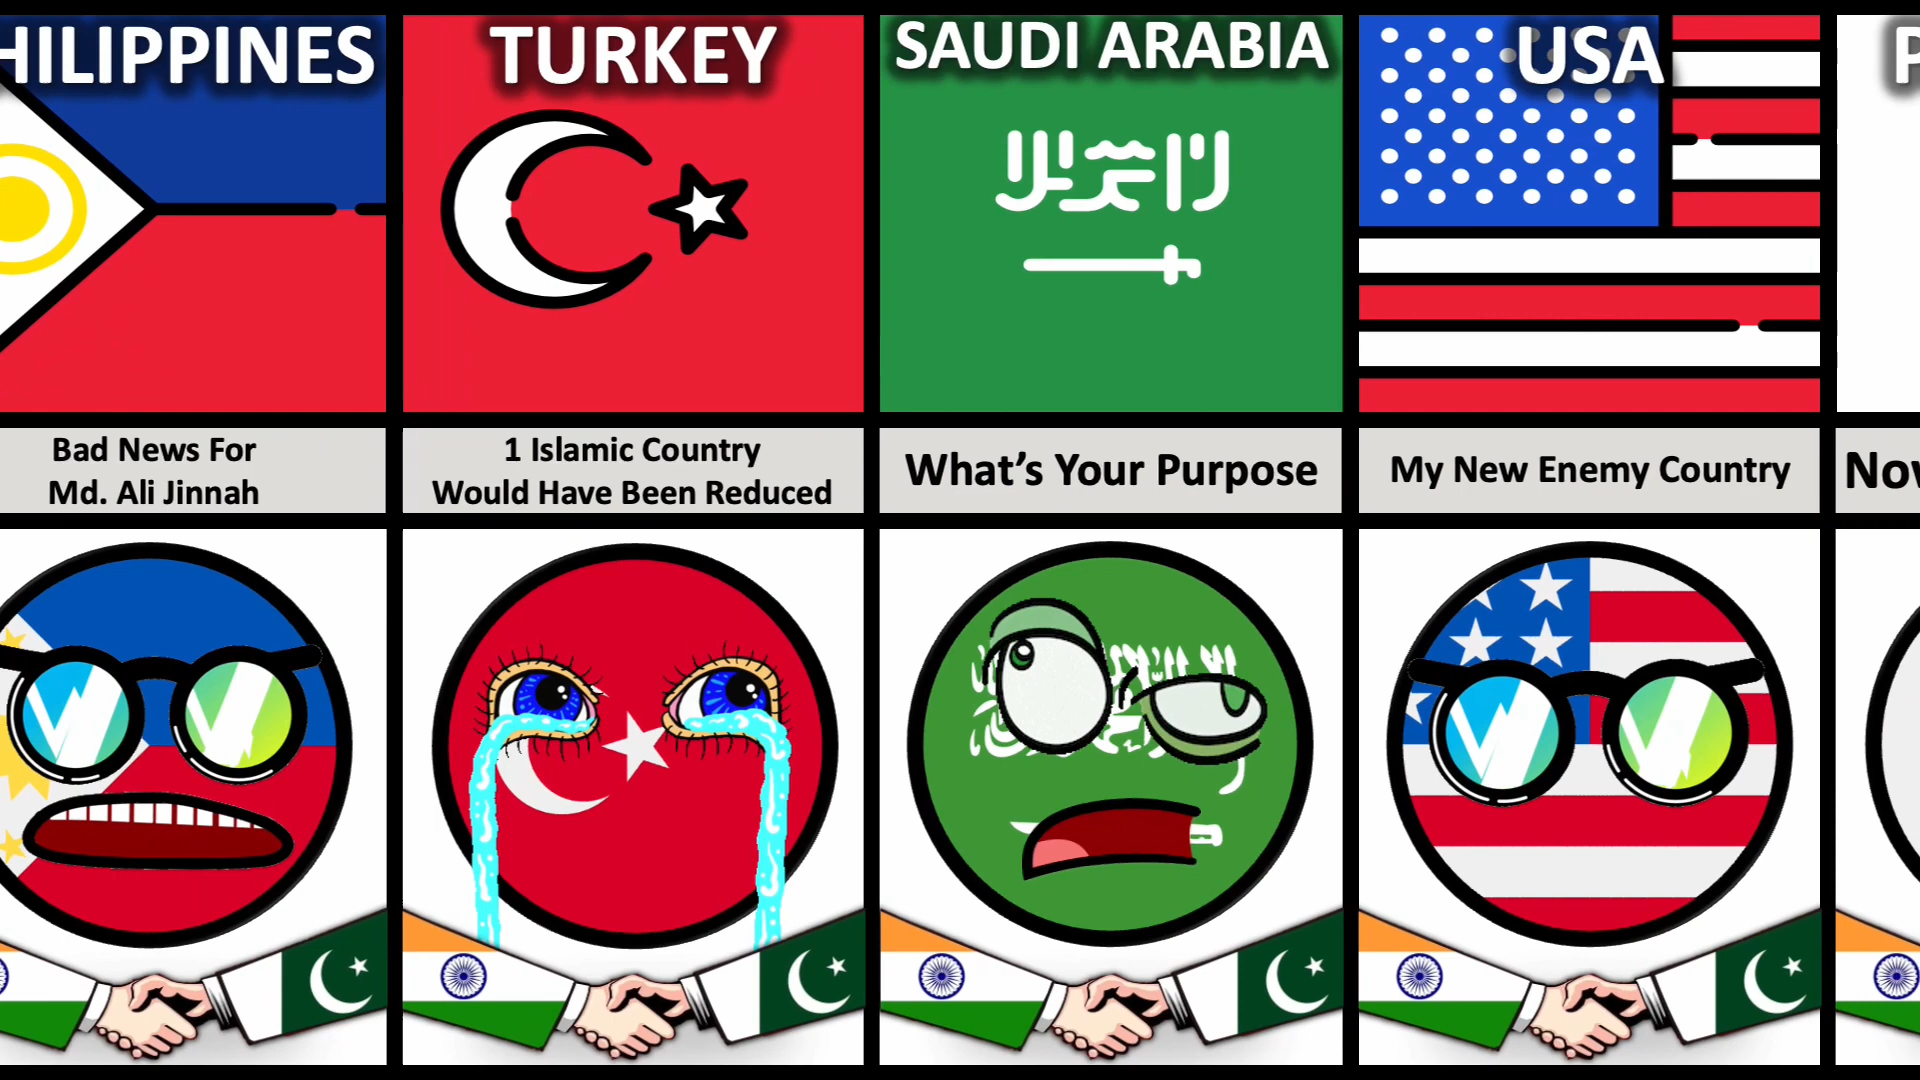 HILIPPINES
TURKEY
SAUDI ARABIA
USA
P
Bad News For
Md. Ali Jinnah
1 Islamic Country
Would Have Been Reduced
What's Your Purpose
My New Enemy Country
Nov